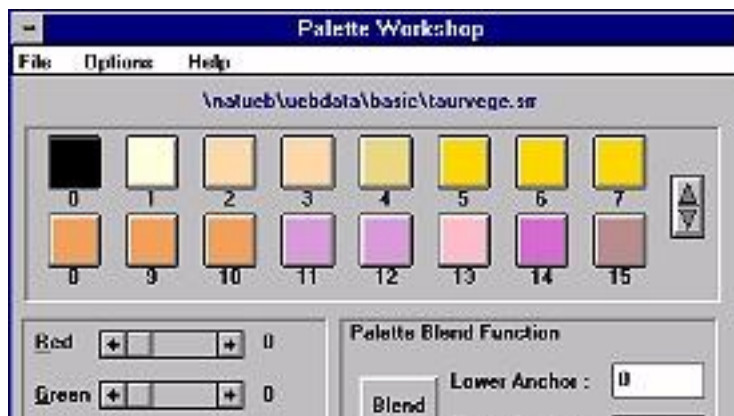 Palette Workshop
File Options Help
\natueb\uebdata\basic\taurvege.sm
0 1 2 3 4 5 6 7
8 9 10 11 12 13 14 15
Red 0
Palette Blend Function
Lower Anchor : 0
Green 0
Blend